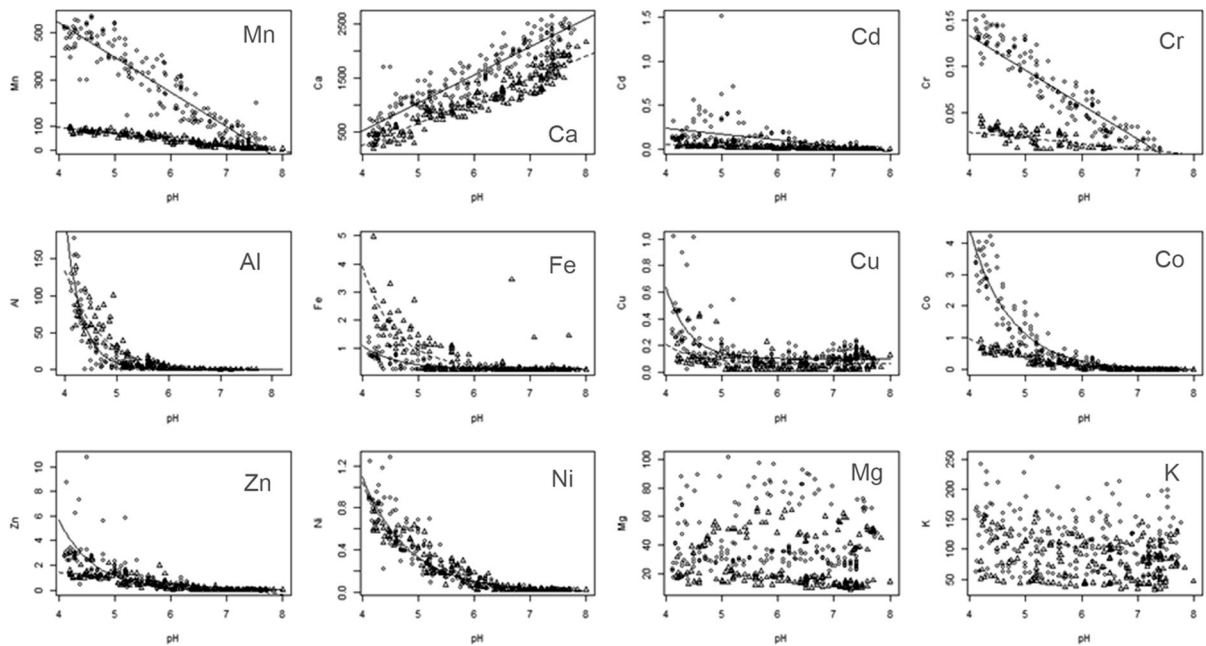 Mn
Mn
0 100 300 500
4 5 6 7 8
pH
Ca
Ca
500 1500 2500
4 5 6 7 8
pH
Cd
Cd
0.0 0.5 1.0 1.5
4 5 6 7 8
pH
Cr
Cr
0.05 0.10 0.15
4 5 6 7 8
pH
Al
Al
0 50 100 150
4 5 6 7 8
pH
Fe
Fe
1 2 3 4 5
4 5 6 7 8
pH
Cu
Cu
0.0 0.2 0.4 0.6 0.8 1.0
4 5 6 7 8
pH
Co
Co
0 1 2 3 4
4 5 6 7 8
pH
Zn
Zn
0 2 4 6 8 10
4 5 6 7 8
pH
Ni
Ni
0.0 0.4 0.8 1.2
4 5 6 7 8
pH
Mg
Mg
20 40 60 80 100
4 5 6 7 8
pH
K
K
50 100 150 200 250
4 5 6 7 8
pH